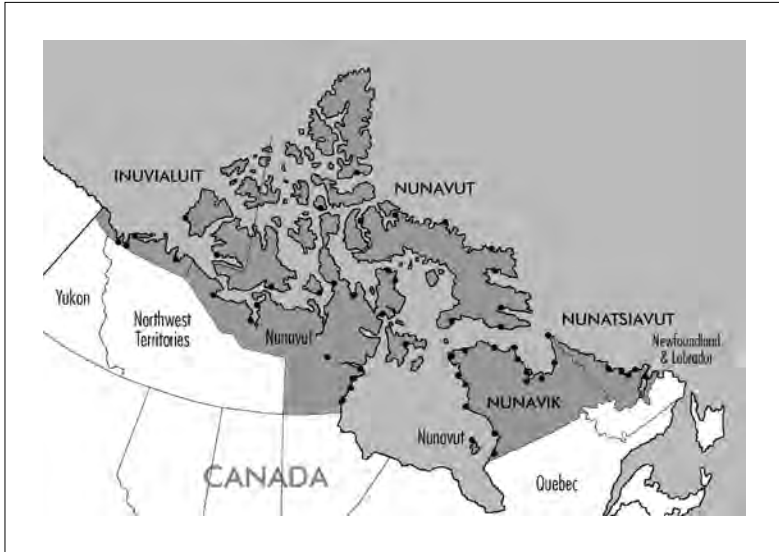 INUVIALUIT
NUNAVUT
Yukon
Northwest
Territories
Nunavut
NUNATSIAVUT
Newfoundland
& Labrador
NUNAVIK
Nunavut
CANADA
Quebec